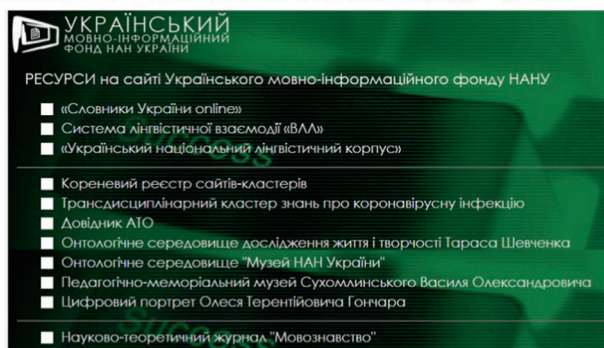 УКРАЇНСЬКИЙ
МОВНО-ІНФОРМАЦІЙНИЙ
ФОНД НАН УКРАЇНИ
РЕСУРСИ на сайті Українського мовно-інформаційного фонду НАНУ
«Словники України online»
Система лінгвістичної взаємодії «ВЛЛ»
«Український національний лінгвістичний корпус»
Success
Кореневий реєстр сайтів-кластерів
Трансдисциплінарний кластер знань про коронавірусну інфекцію
Довідник АТО
Онтологічне середовище дослідження життя і творчості Тараса Шевченка
Онтологічне середовище "Музей НАН України"
Педагогічно-меморіальний музей Сухомлинського Василя Олександровича
Цифровий портрет Олеся Терентійовича Гончара
Success
Науково-теоретичний журнал "Мовознавство"